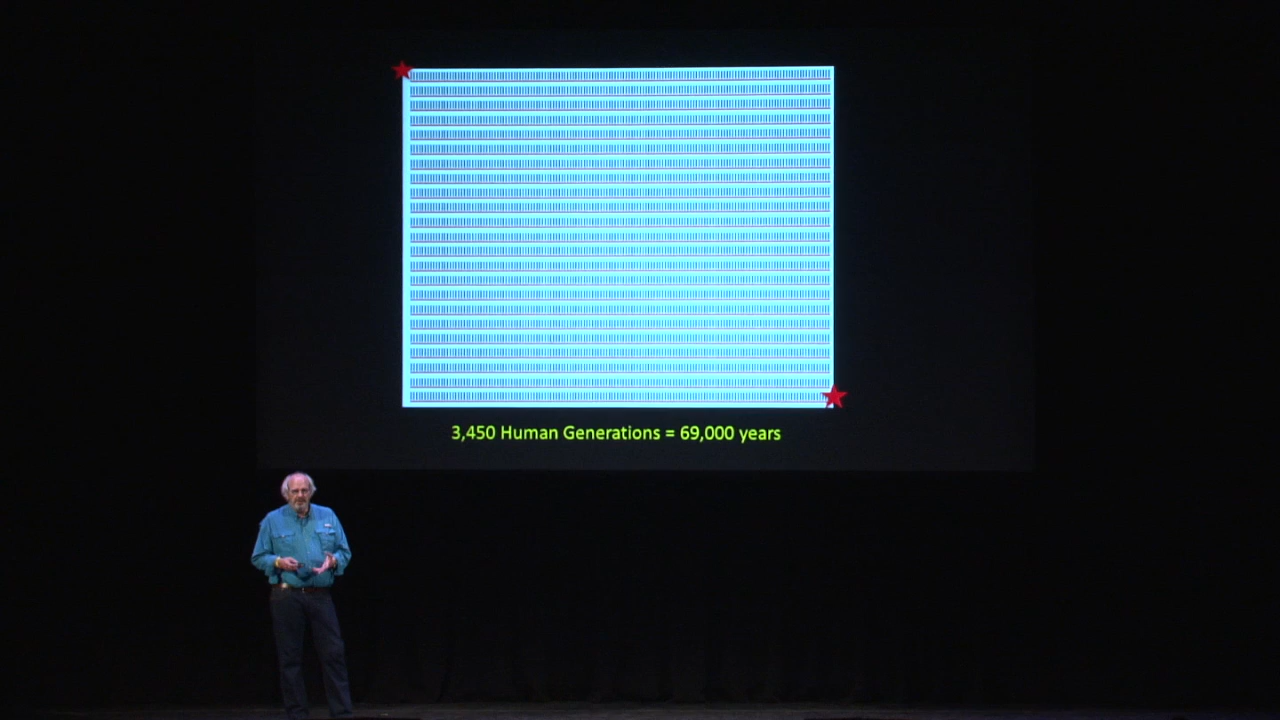 3,450 Human Generations = 69,000 years